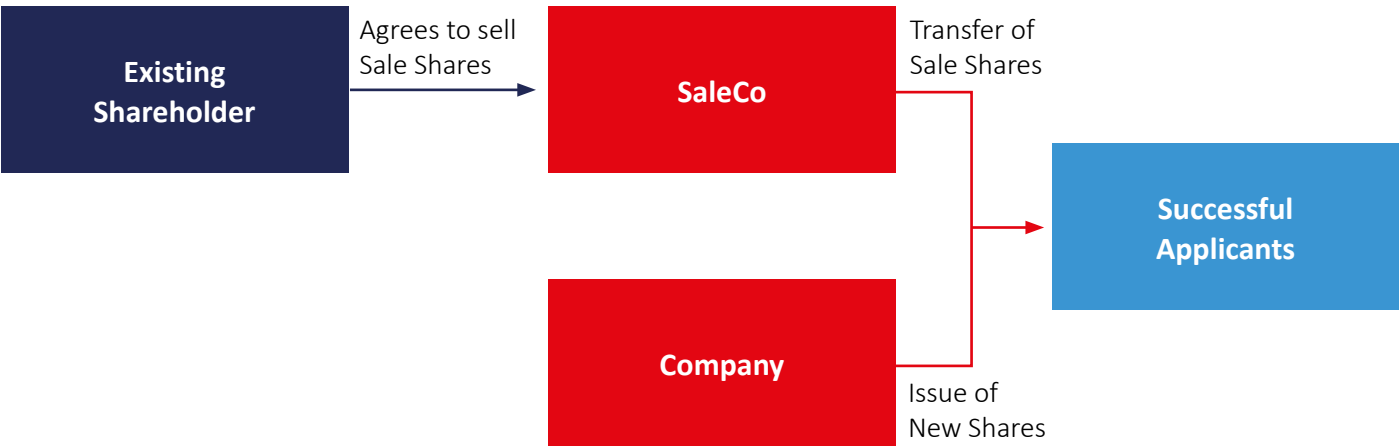 Existing
Shareholder
Agrees to sell
Sale Shares
SaleCo
Transfer of
Sale Shares
Successful
Applicants
Company
Issue of
New Shares